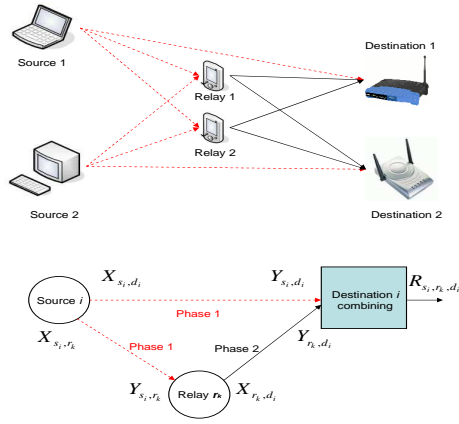 Source 1
Destination 1
Relay 1
Relay 2
Source 2
Destination 2
X_{s_i,d_i}
Y_{s_i,d_i}
Source i
Phase 1
Destination i
combining
R_{s_i,r_k,d_i}
X_{s_i,r_k}
Phase 1
Phase 2
Y_{r_k,d_i}
Y_{s_i,r_k}
Relay r_k
X_{r_k,d_i}